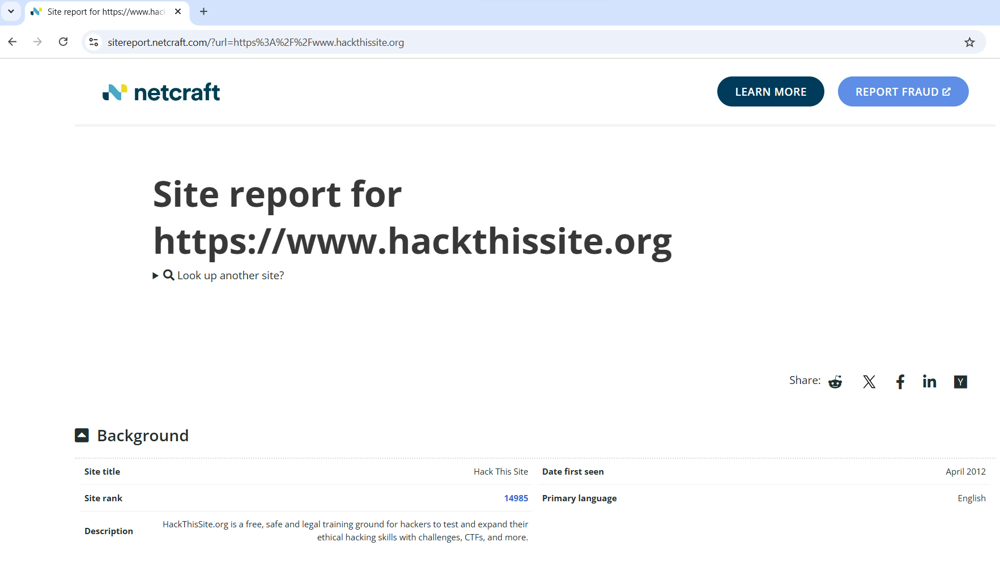 Site report for https://www.hac
sitereport.netcraft.com/?url=https%3A%2F%2Fwww.hackthissite.org
netcraft
LEARN MORE
REPORT FRAUD
Site report for
https://www.hackthissite.org
Look up another site?
Share:
Background
Site title
Hack This Site
Date first seen
April 2012
Site rank
14985
Primary language
English
Description
HackThisSite.org is a free, safe and legal training ground for hackers to test and expand their
ethical hacking skills with challenges, CTFs, and more.